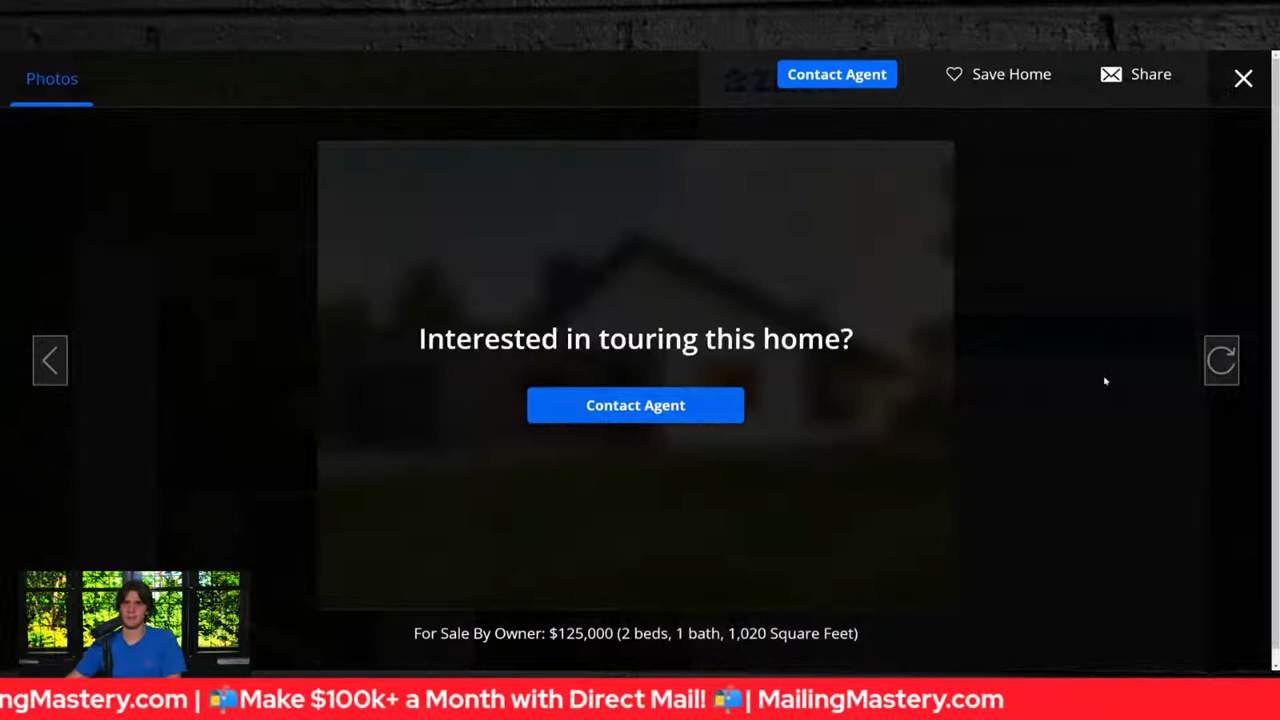 Photos
Contact Agent
Save Home
Share
Interested in touring this home?
Contact Agent
For Sale By Owner: $125,000 (2 beds, 1 bath, 1,020 Square Feet)
ngMastery.com | 📬Make $100k+ a Month with Direct Mail! 📬| MailingMastery.com